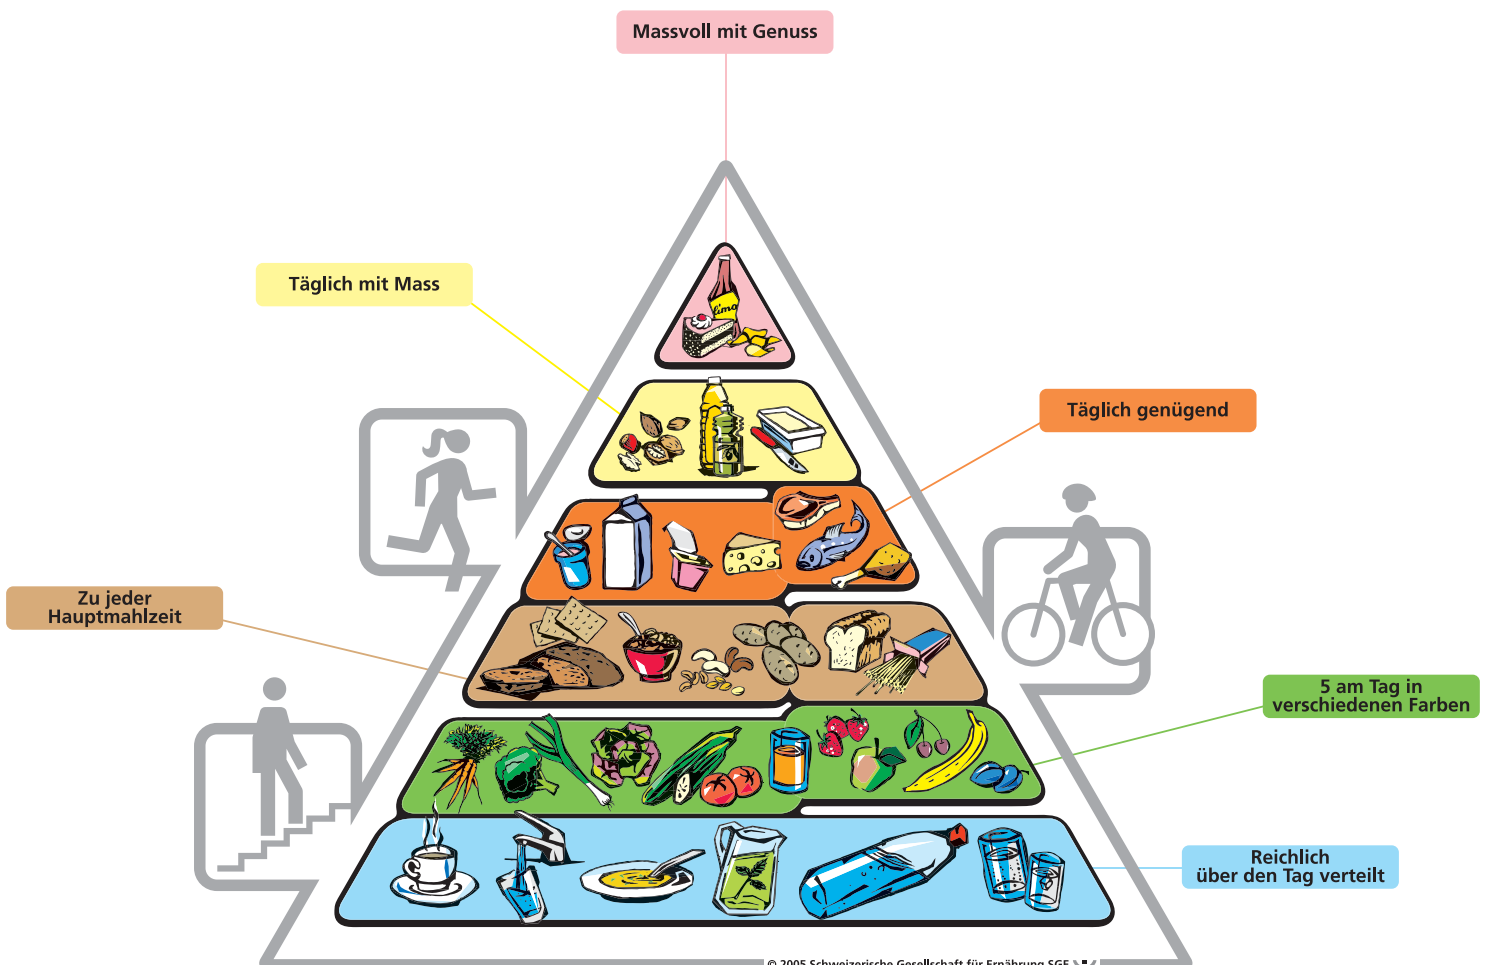 Massvoll mit Genuss
Täglich mit Mass
Limo
Täglich genügend
Zu jeder
Hauptmahlzeit
5 am Tag in
verschiedenen Farben
Reichlich
über den Tag verteilt
© 2005 Schweizerische Gesellschaft für Ernährung SGE